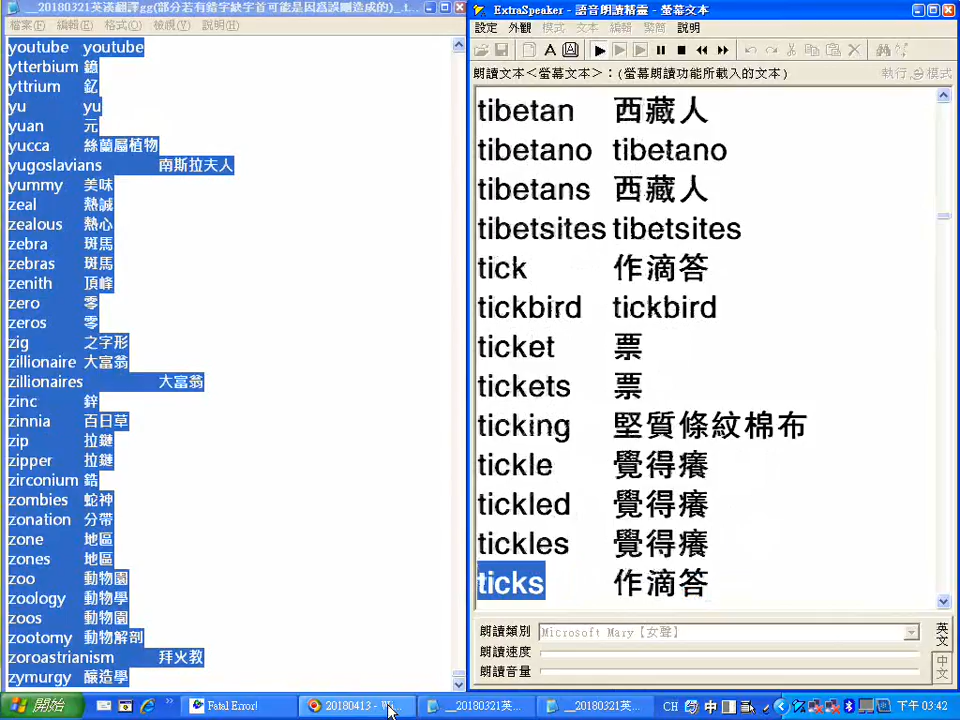 __20180321英漢翻譯gg(部分若有錯字缺字首可能是因為誤刪造成的)_.t...
檔案(F) 編輯(E) 格式(O) 檢視(V) 說明(H)
youtube youtube
ytterbium 鐿
yttrium 釔
yu yu
yuan 元
yucca 絲蘭屬植物
yugoslavians 南斯拉夫人
yummy 美味
zeal 熱誠
zealous 熱心
zebra 斑馬
zebras 斑馬
zenith 頂峰
zero 零
zeros 零
zig 之字形
zillionaire 大富翁
zillionaires 大富翁
zinc 鋅
zinnia 百日草
zip 拉鏈
zipper 拉鏈
zirconium 鋯
zombies 蛇神
zonation 分帶
zone 地區
zones 地區
zoo 動物園
zoology 動物學
zoos 動物園
zootomy 動物解剖
zoroastrianism 拜火教
zymurgy 釀造學
ExtraSpeaker - 語音朗讀精靈 - 螢幕文本
設定 外觀 模式 文本 編輯 繁簡 說明
朗讀文本<螢幕文本>：(螢幕朗讀功能所載入的文本)
執行 模式
tibetan 西藏人
tibetano tibetano
tibetans 西藏人
tibetsites tibetsites
tick 作滴答
tickbird tickbird
ticket 票
tickets 票
ticking 堅質條紋棉布
tickle 覺得癢
tickled 覺得癢
tickles 覺得癢
ticks 作滴答
朗讀類別 Microsoft Mary【女聲】
朗讀速度
朗讀音量
英文
中文
開始
Fatal Error!
20180413 -
__20180321英...
__20180321英...
CH
中
下午 03:42